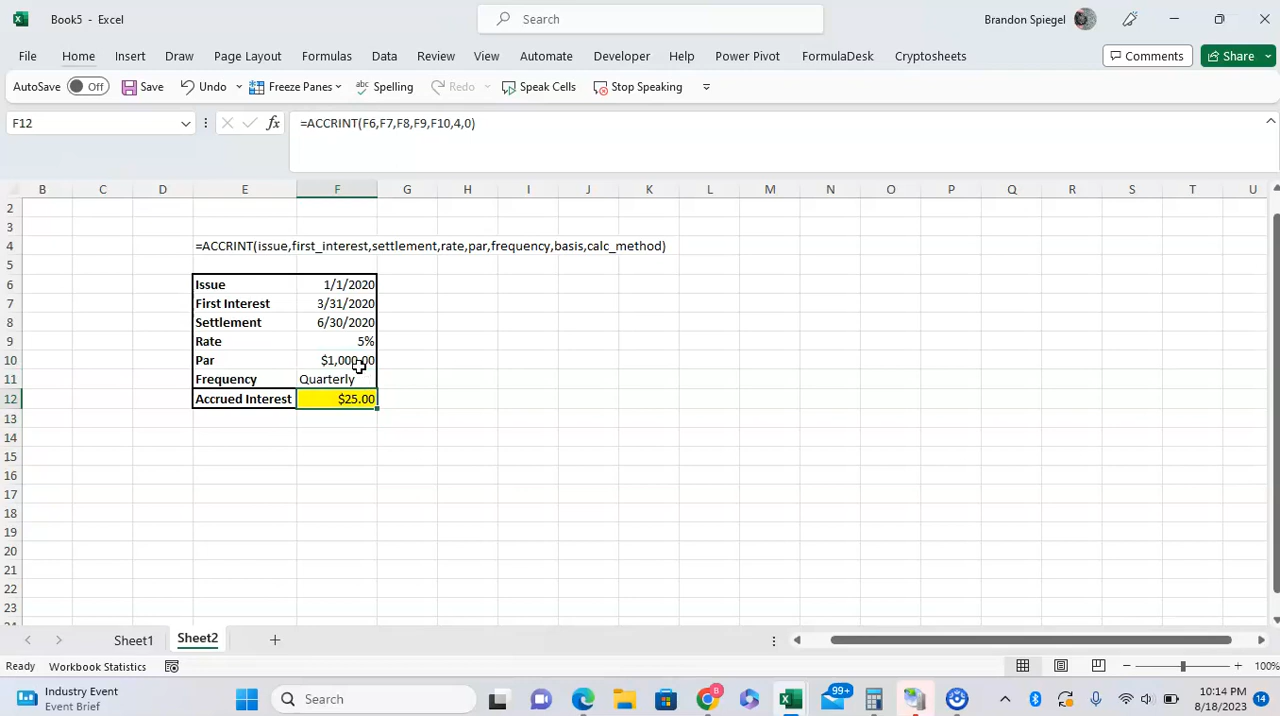 Book5 - Excel
Search
Brandon Spiegel
File Home Insert Draw Page Layout Formulas Data Review View Automate Developer Help Power Pivot FormulaDesk Cryptosheets Comments Share
AutoSave Off Save Undo Freeze Panes abc Spelling Redo Speak Cells Stop Speaking
F12 fx =ACCRINT(F6,F7,F8,F9,F10,4,0)
B C D E F G H I J K L M N O P Q R S T U
2
3
4 =ACCRINT(issue,first_interest,settlement,rate,par,frequency,basis,calc_method)
5
6 Issue 1/1/2020
7 First Interest 3/31/2020
8 Settlement 6/30/2020
9 Rate 5%
10 Par $1,000.00
11 Frequency Quarterly
12 Accrued Interest $25.00
13
14
15
16
17
18
19
20
21
22
23
Sheet1 Sheet2
Ready Workbook Statistics 100%
Industry Event
Event Brief
Search
99+
B
10:14 PM
8/18/2023
14